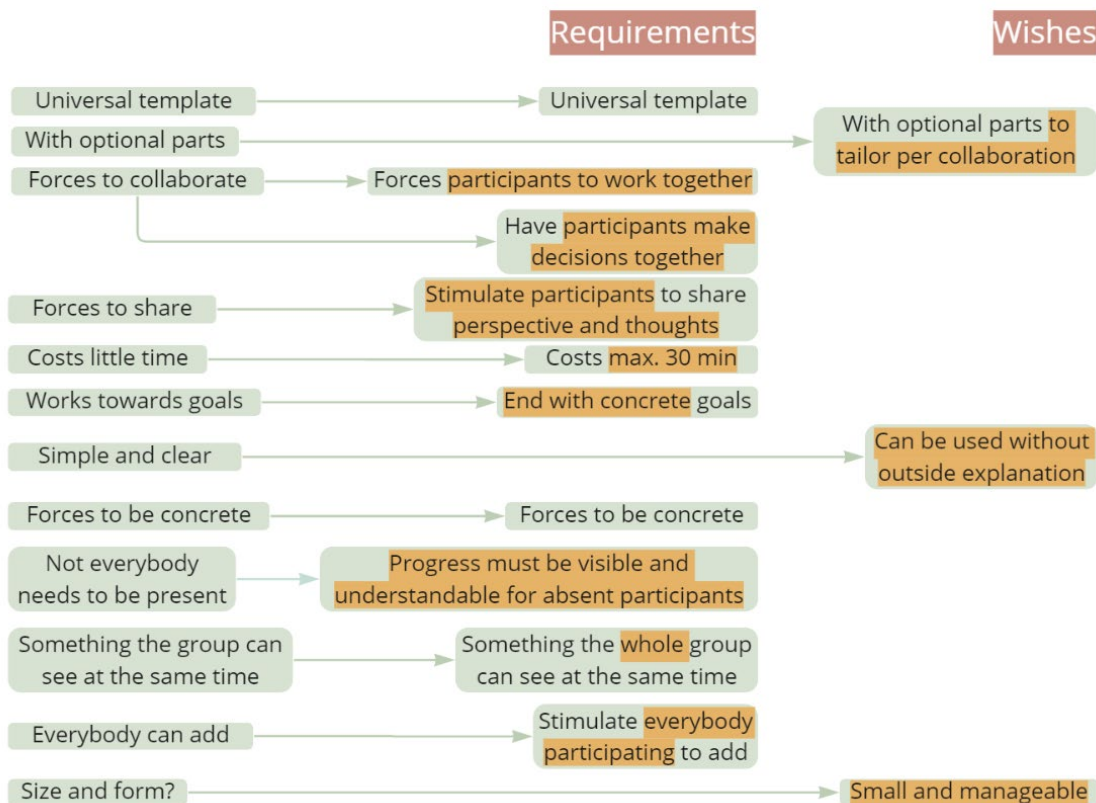 Requirements
Wishes
Universal template
Universal template
With optional parts
With optional parts to
tailor per collaboration
Forces to collaborate
Forces participants to work together
Have participants make
decisions together
Forces to share
Stimulate participants to share
perspective and thoughts
Costs little time
Costs max. 30 min
Works towards goals
End with concrete goals
Simple and clear
Can be used without
outside explanation
Forces to be concrete
Forces to be concrete
Not everybody
needs to be present
Progress must be visible and
understandable for absent participants
Something the group can
see at the same time
Something the whole group
can see at the same time
Everybody can add
Stimulate everybody
participating to add
Size and form?
Small and manageable